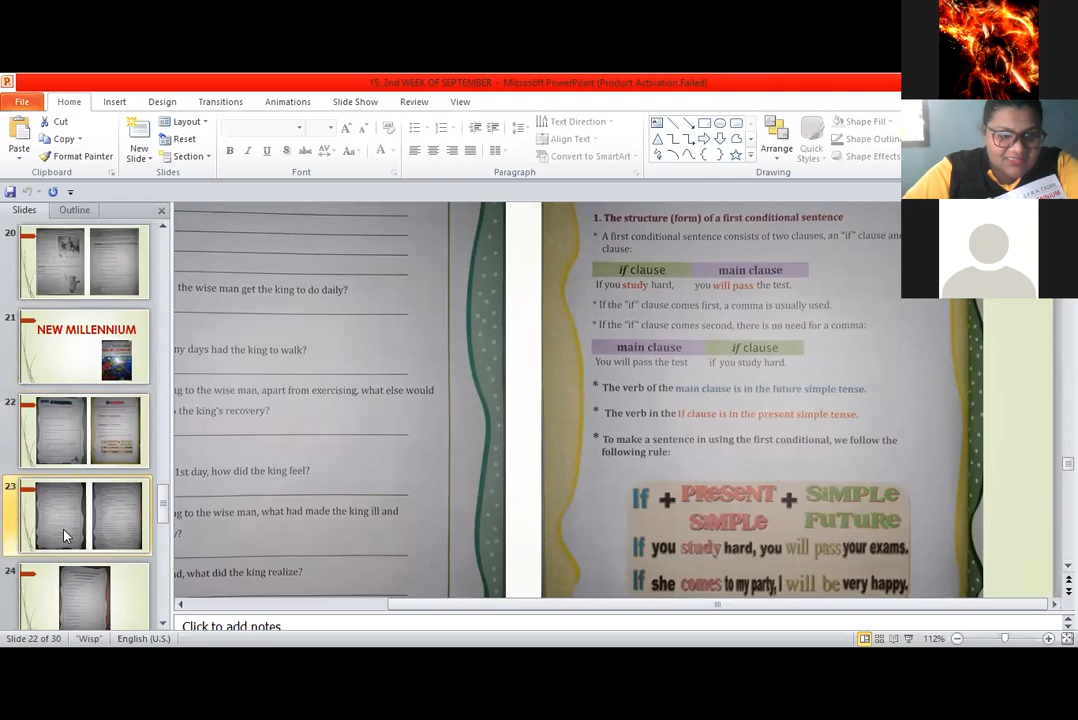 15. 2nd WEEK OF SEPTEMBER - Microsoft PowerPoint (Product Activation Failed)
File Home Insert Design Transitions Animations Slide Show Review View
Paste
Cut
Copy
Format Painter
Clipboard
New Slide
Layout
Reset
Section
Slides
Font
Text Direction
Align Text
Convert to SmartArt
Paragraph
Arrange
Quick Styles
Shape Fill
Shape Outlin
Shape Effects
Drawing
Slides Outline
20
21
NEW MILLENNIUM
22
23
24
the wise man get the king to do daily?
ny days had the king to walk?
ng to the wise man, apart from exercising, what else would
the king's recovery?
1st day, how did the king feel?
ng to the wise man, what had made the king ill and
y?
nd, what did the king realize?
1. The structure (form) of a first conditional sentence
* A first conditional sentence consists of two clauses, an "if" clause and
clause:
if clause main clause
If you study hard, you will pass the test.
* If the "if" clause comes first, a comma is usually used.
* If the "if" clause comes second, there is no need for a comma:
main clause if clause
You will pass the test if you study hard.
* The verb of the main clause is in the future simple tense.
* The verb in the if clause is in the present simple tense.
* To make a sentence in using the first conditional, we follow the
following rule:
If + PRESENT SIMPLE + SIMPLE FUTURE
If you study hard, you will pass your exams.
If she comes to my party, I will be very happy.
Click to add notes
Slide 22 of 30 "Wisp" English (U.S.) 112%